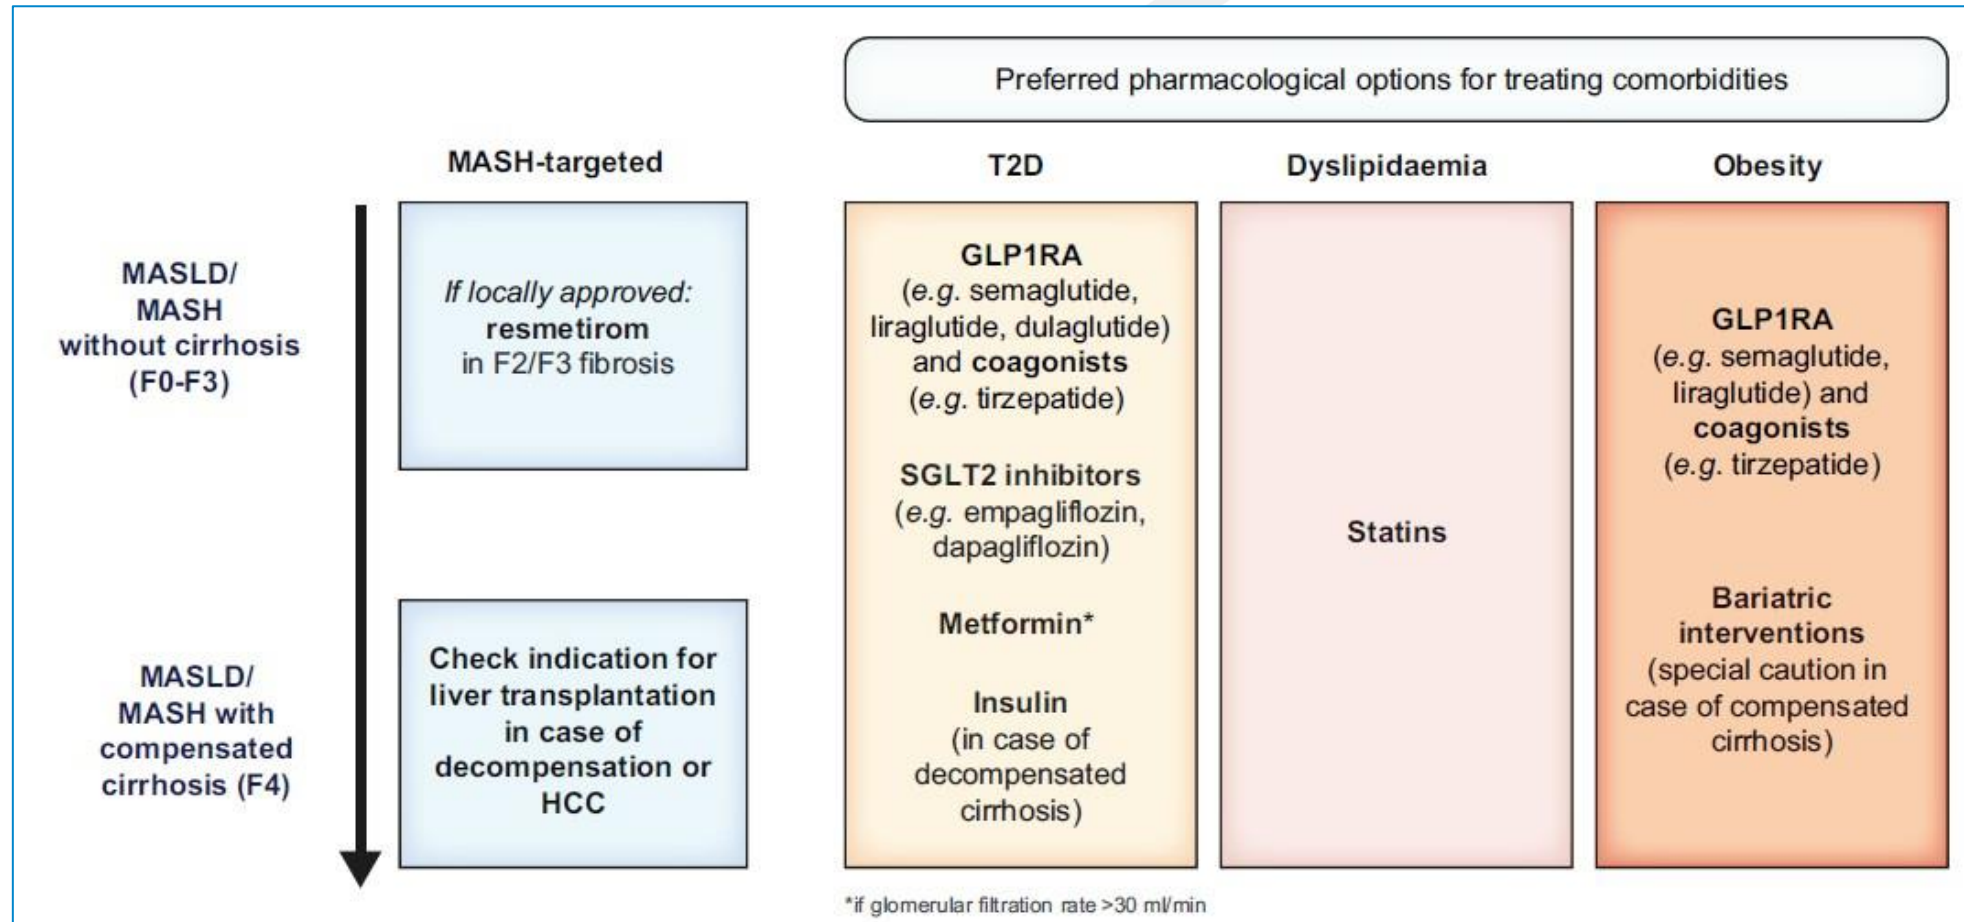 Preferred pharmacological options for treating comorbidities
MASH-targeted
T2D
Dyslipidaemia
Obesity
MASLD/
MASH
without cirrhosis
(F0-F3)
If locally approved:
resmetirom
in F2/F3 fibrosis
MASLD/
MASH with
compensated
cirrhosis (F4)
Check indication for
liver transplantation
in case of
decompensation or
HCC
GLP1RA
(e.g. semaglutide,
liraglutide, dulaglutide)
and coagonists
(e.g. tirzepatide)
SGLT2 inhibitors
(e.g. empagliflozin,
dapagliflozin)
Metformin*
Insulin
(in case of
decompensated
cirrhosis)
Statins
GLP1RA
(e.g. semaglutide,
liraglutide) and
coagonists
(e.g. tirzepatide)
Bariatric
interventions
(special caution in
case of compensated
cirrhosis)
*if glomerular filtration rate >30 ml/min